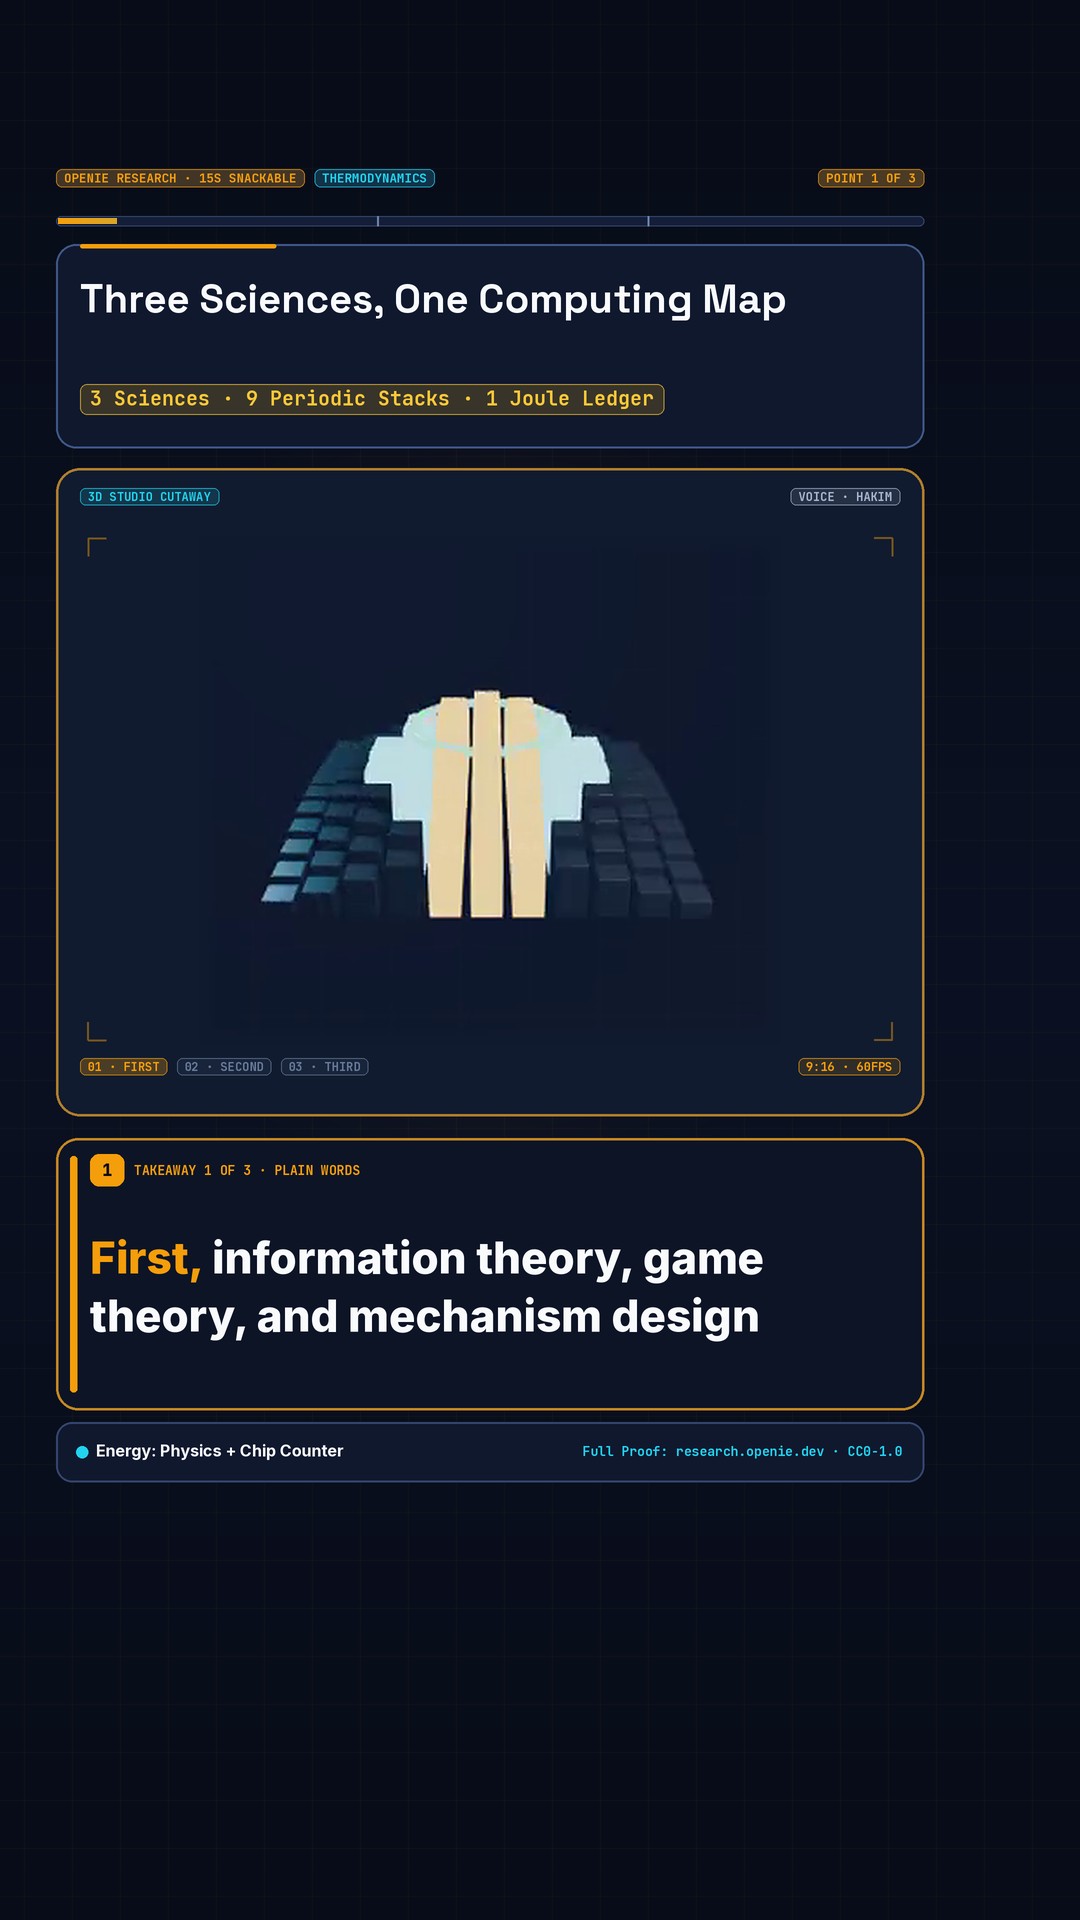 OPENIE RESEARCH · 15S SNACKABLE
THERMODYNAMICS
POINT 1 OF 3
Three Sciences, One Computing Map
3 Sciences · 9 Periodic Stacks · 1 Joule Ledger
3D STUDIO CUTAWAY
VOICE · HAKIM
01 · FIRST
02 · SECOND
03 · THIRD
9:16 · 60FPS
1
TAKEAWAY 1 OF 3 · PLAIN WORDS
First, information theory, game
theory, and mechanism design
Energy: Physics + Chip Counter
Full Proof: research.openie.dev · CC0-1.0